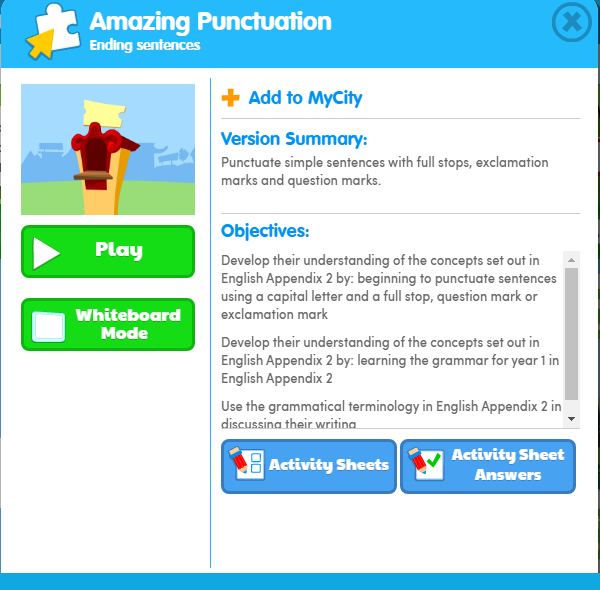 Amazing Punctuation
Ending sentences
Play
Whiteboard
Mode
Add to MyCity
Version Summary:
Punctuate simple sentences with full stops, exclamation
marks and question marks.
Objectives:
Develop their understanding of the concepts set out in
English Appendix 2 by: beginning to punctuate sentences
using a capital letter and a full stop, question mark or
exclamation mark
Develop their understanding of the concepts set out in
English Appendix 2 by: learning the grammar for year 1 in
English Appendix 2
Use the grammatical terminology in English Appendix 2 in
discussing their writing
Activity Sheets
Activity Sheet
Answers